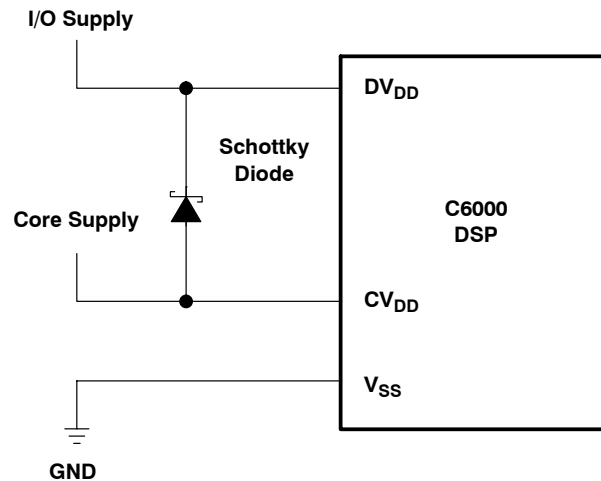 I/O Supply
DVDD
Schottky
Diode
C6000
DSP
Core Supply
CVDD
VSS
GND